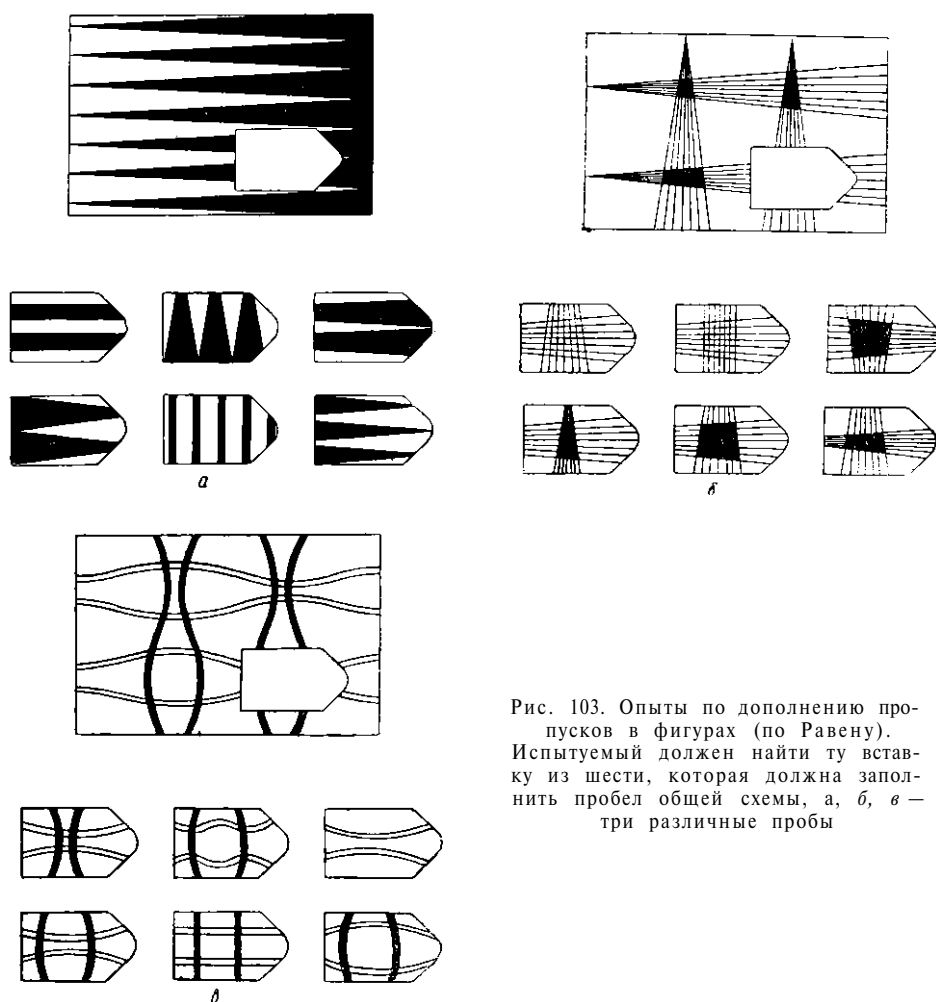 а
б
в
Рис. 103. Опыты по дополнению про-
пусков в фигурах (по Равену).
Испытуемый должен найти ту встав-
ку из шести, которая должна запол-
нить пробел общей схемы, а, б, в —
три различные пробы